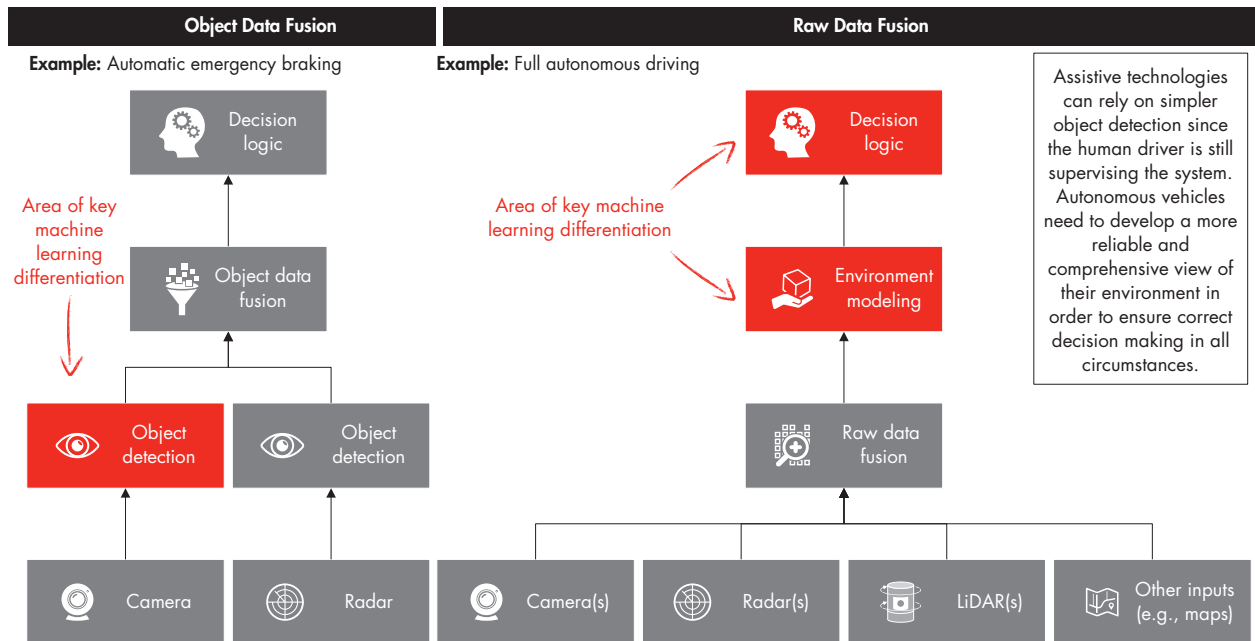 Object Data Fusion
Example: Automatic emergency braking
Decision
logic
Area of key
machine
learning
differentiation
Object data
fusion
Object
detection
Object
detection
Camera
Radar
Raw Data Fusion
Example: Full autonomous driving
Decision
logic
Area of key machine
learning differentiation
Environment
modeling
Raw data
fusion
Camera(s)
Radar(s)
LiDAR(s)
Other inputs
(e.g., maps)
Assistive technologies
can rely on simpler
object detection since
the human driver is still
supervising the system.
Autonomous vehicles
need to develop a more
reliable and
comprehensive view of
their environment in
order to ensure correct
decision making in all
circumstances.